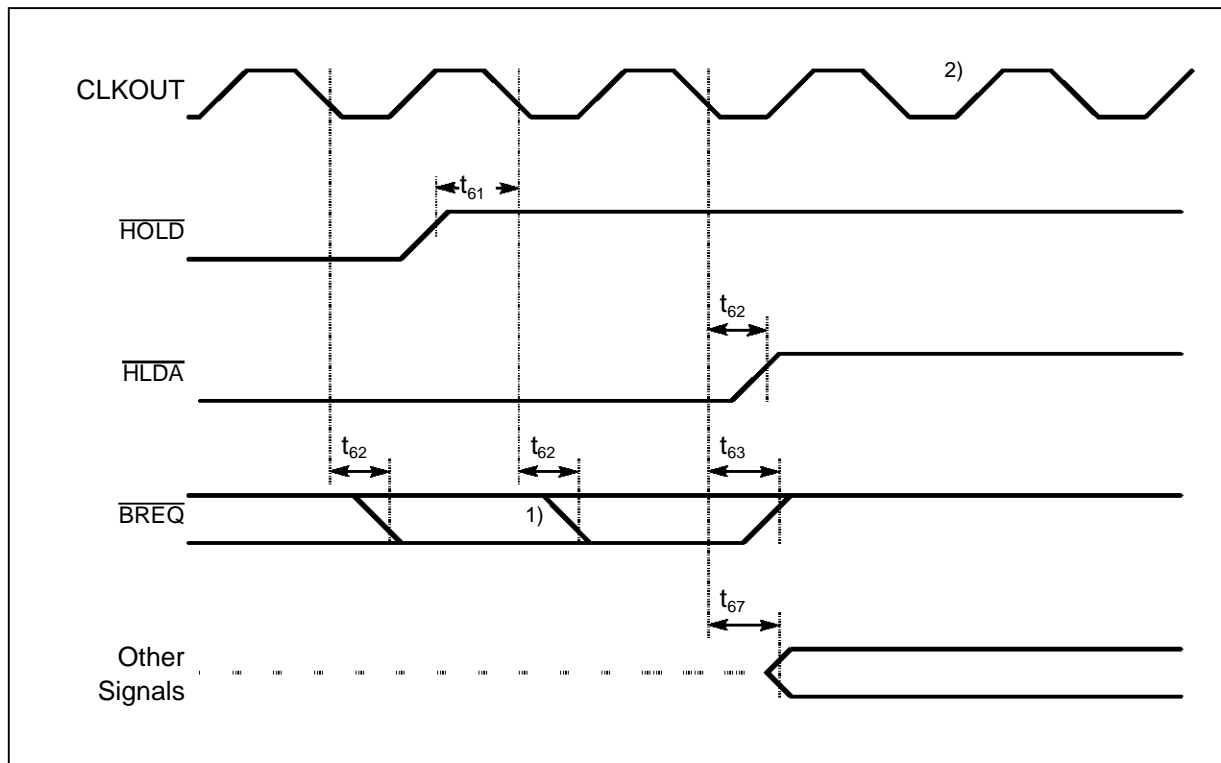 CLKOUT
2)
t61
HOLD
t62
HLDA
t62
t62
t63
BREQ
1)
t67
Other
Signals